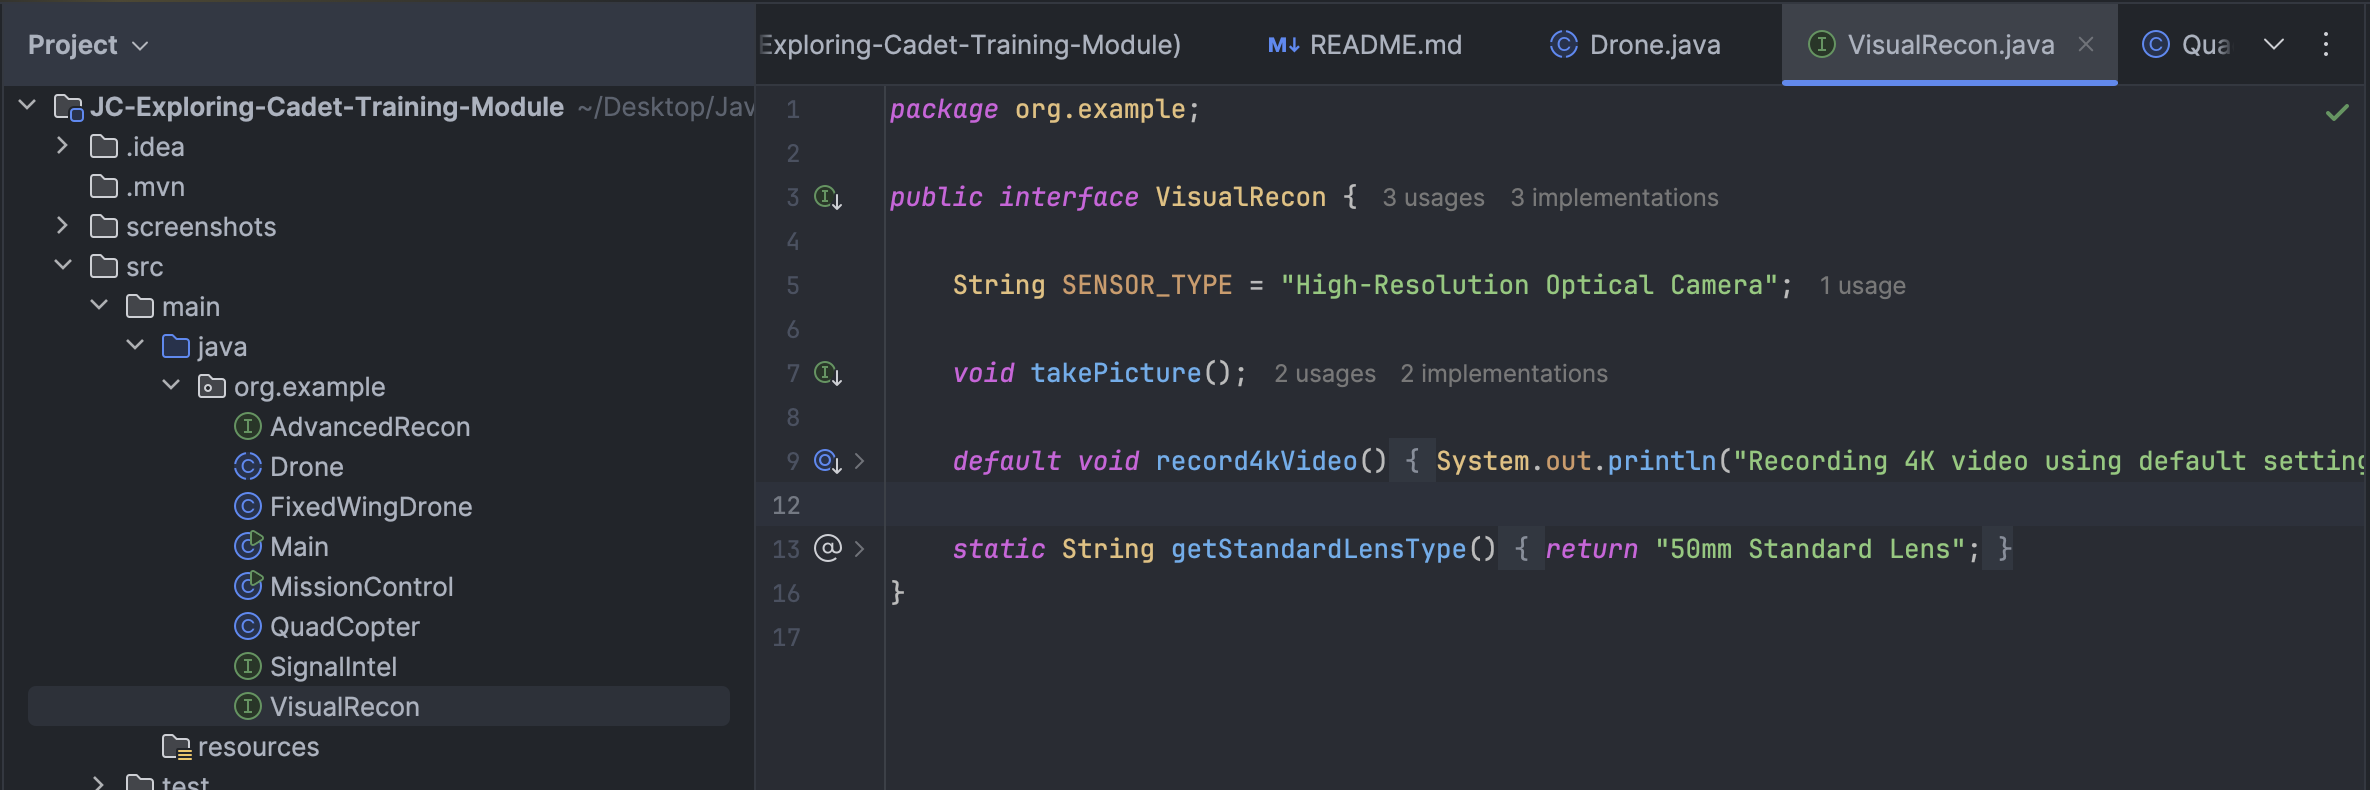 Project
Exploring-Cadet-Training-Module)
README.md
Drone.java
VisualRecon.java
Qua
JC-Exploring-Cadet-Training-Module ~/Desktop/Jav
.idea
.mvn
screenshots
src
main
java
org.example
AdvancedRecon
Drone
FixedWingDrone
Main
MissionControl
QuadCopter
SignalIntel
VisualRecon
resources
test
1 package org.example;
2
3 public interface VisualRecon { 3 usages 3 implementations
4
5 String SENSOR_TYPE = "High-Resolution Optical Camera"; 1 usage
6
7 void takePicture(); 2 usages 2 implementations
8
9 default void record4kVideo() { System.out.println("Recording 4K video using default setting
12
13 static String getStandardLensType() { return "50mm Standard Lens"; }
16 }
17